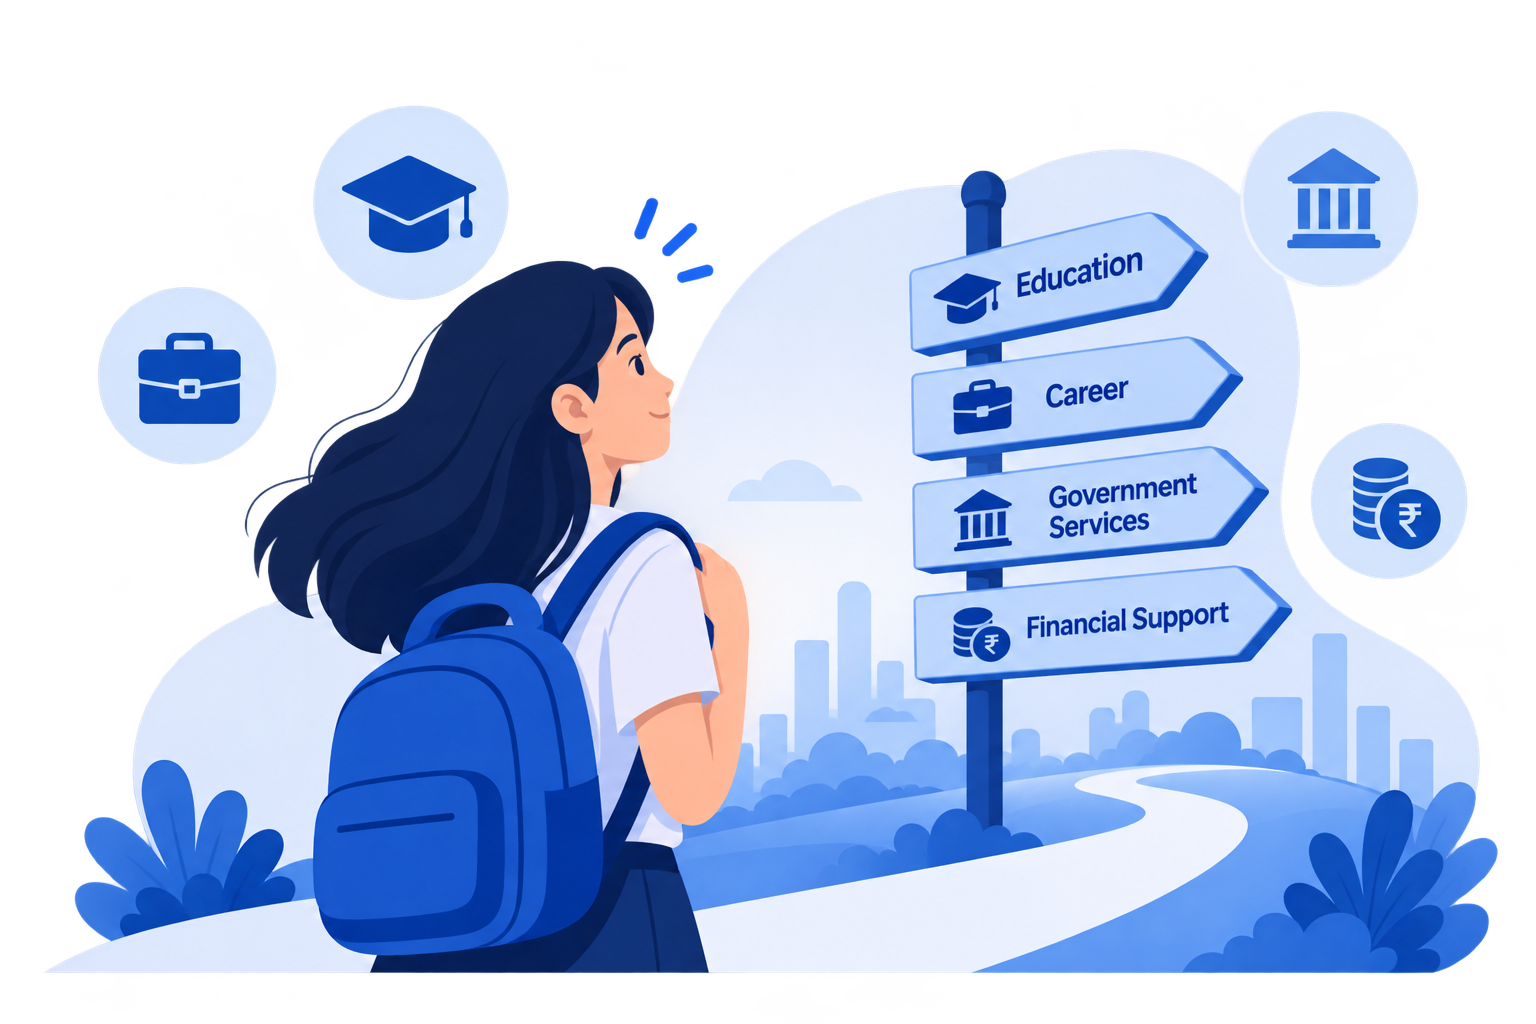 Education
Career
Government
Services
₹
Financial Support
₹